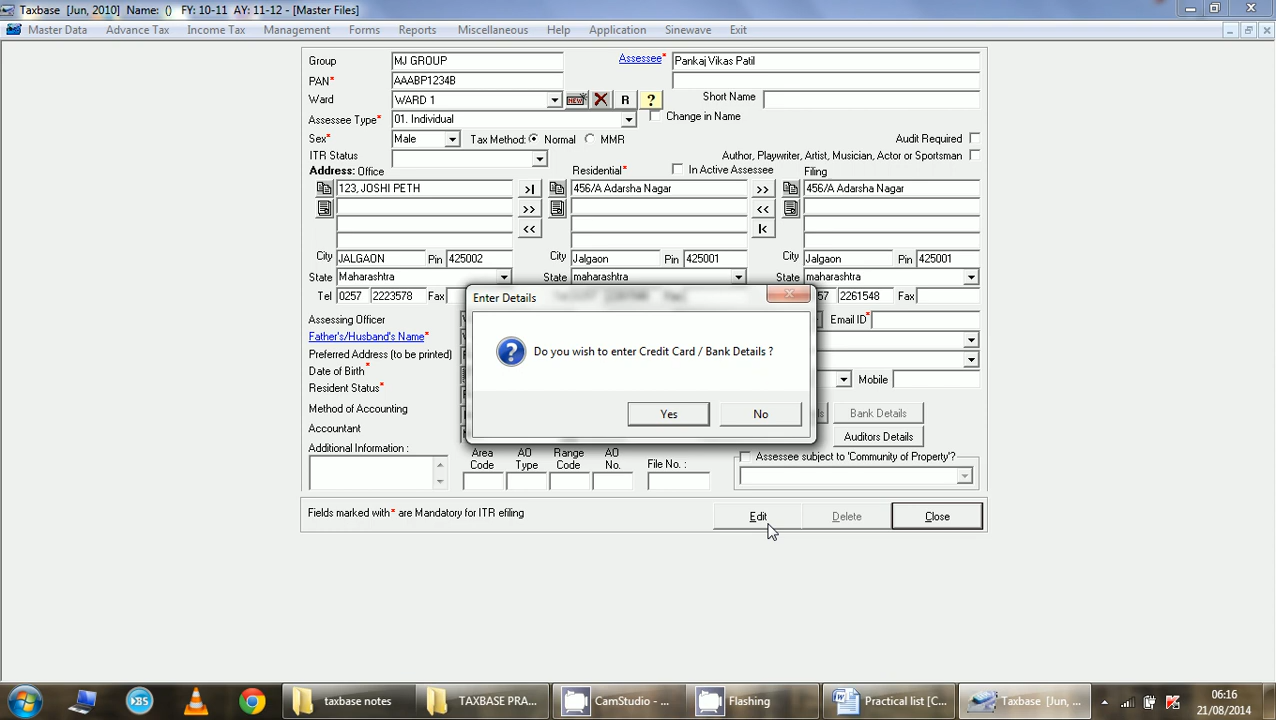 Taxbase [Jun, 2010] Name: () FY: 10-11 AY: 11-12 - [Master Files]
Master Data Advance Tax Income Tax Management Forms Reports Miscellaneous Help Application Sinewave Exit
Group MJ GROUP Assessee* Pankaj Vikas Patil
PAN* AAABP1234B
Ward WARD 1 NEW R ? Short Name
Assessee Type* 01. Individual Change in Name
Sex* Male Tax Method: Normal MMR Audit Required
ITR Status Author, Playwriter, Artist, Musician, Actor or Sportsman
Address: Office Residential* In Active Assessee Filing
123, JOSHI PETH >| 456/A Adarsha Nagar >> 456/A Adarsha Nagar
>> <<
<< |<
City JALGAON Pin 425002 City Jalgaon Pin 425001 City Jalgaon Pin 425001
State Maharashtra State maharashtra State maharashtra
Tel 0257 2223578 Fax 57 2261548 Fax
Enter Details
Assessing Officer Email ID*
Father's/Husband's Name*
Do you wish to enter Credit Card / Bank Details ?
Preferred Address (to be printed)
Date of Birth* Mobile
Resident Status*
Method of Accounting Yes No Bank Details
Accountant Auditors Details
Additional Information : Area Code AO Type Range Code AO No. File No. : Assessee subject to 'Community of Property'?
Fields marked with* are Mandatory for ITR efiling Edit Delete Close
taxbase notes TAXBASE PRA... CamStudio - ... Flashing Practical list [C... Taxbase [Jun, ...
06:16
21/08/2014